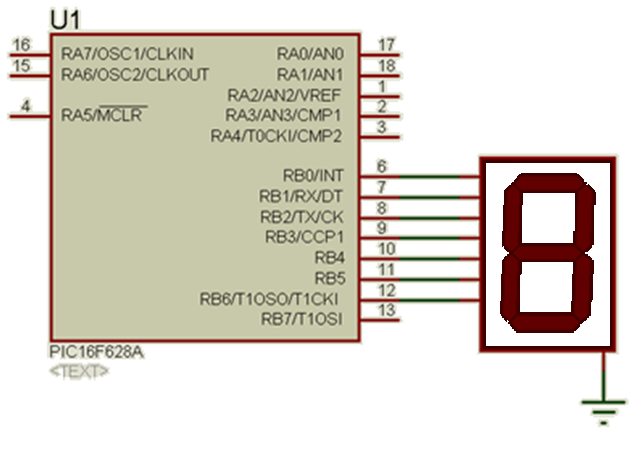 U1
16 RA7/OSC1/CLKIN RA0/AN0 17
15 RA6/OSC2/CLKOUT RA1/AN1 18
RA2/AN2/VREF 1
4 RA5/MCLR RA3/AN3/CMP1 2
RA4/T0CKI/CMP2 3
RB0/INT 6
RB1/RX/DT 7
RB2/TX/CK 8
RB3/CCP1 9
RB4 10
RB5 11
RB6/T1OSO/T1CKI 12
RB7/T1OSI 13
PIC16F628A
<TEXT>